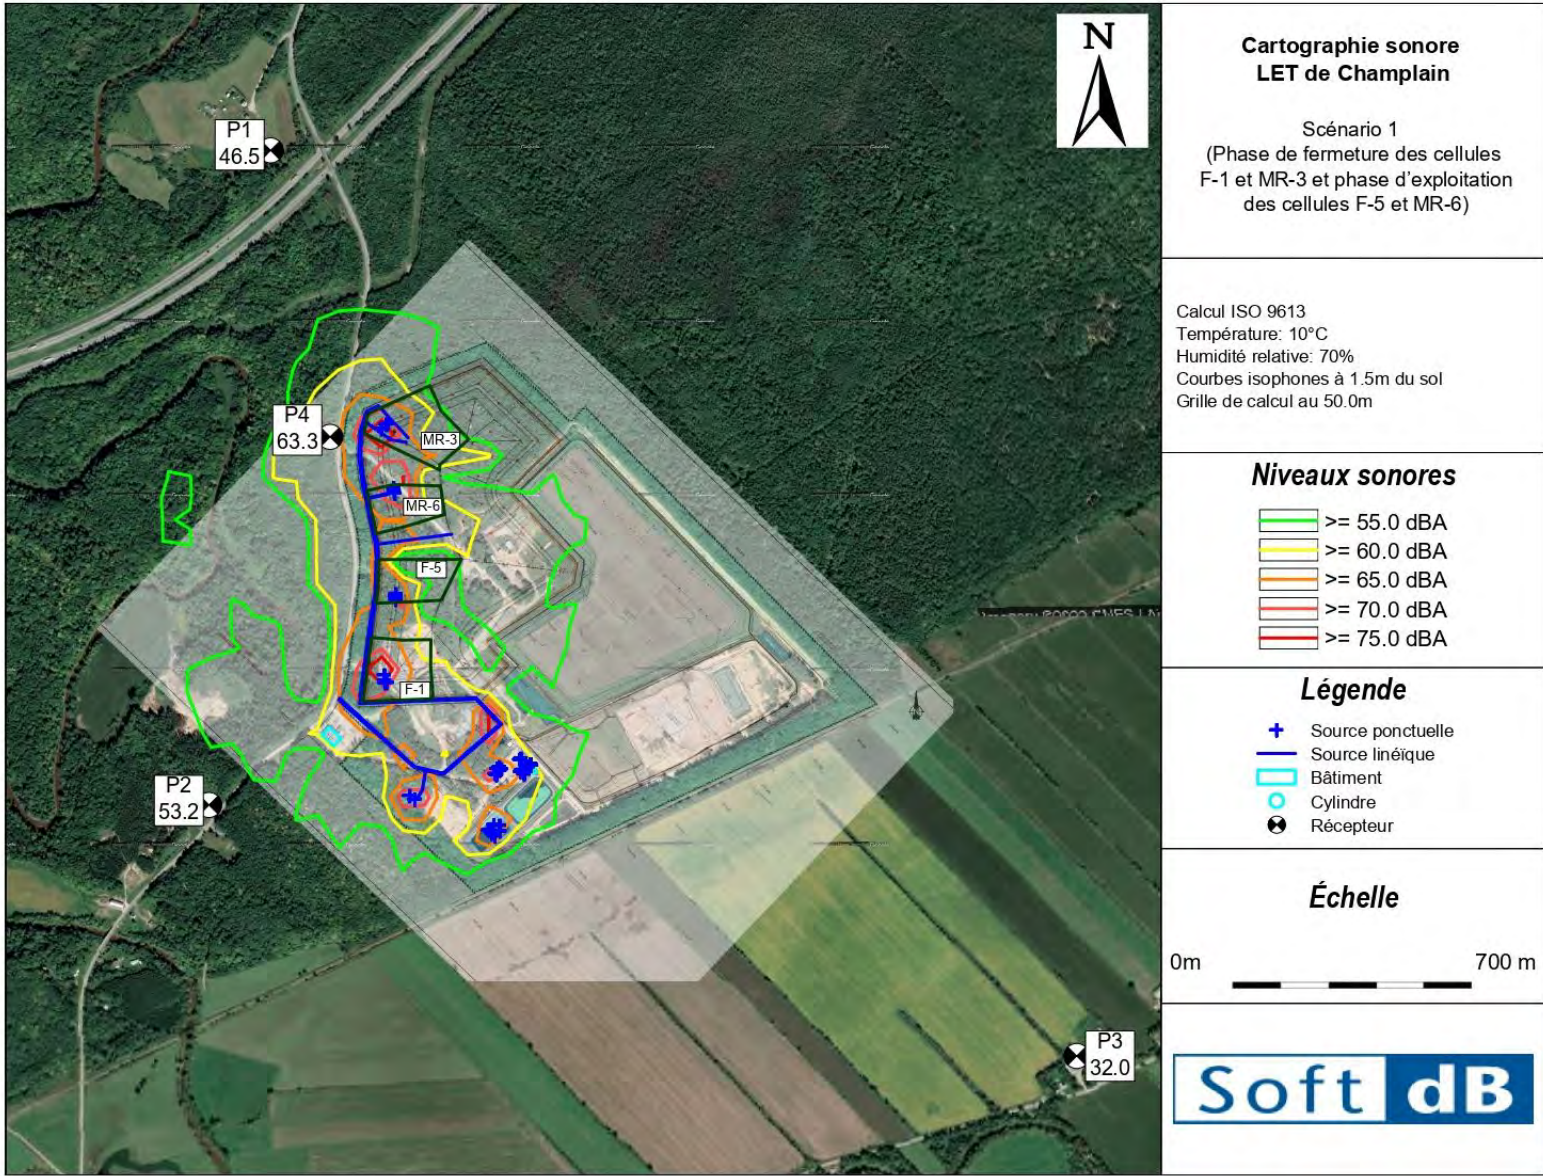 N
P1
46.5
P4
63.3
MR-3
MR-6
F-5
F-1
P2
53.2
P3
32.0
Cartographie sonore
LET de Champlain
Scénario 1
(Phase de fermeture des cellules
F-1 et MR-3 et phase d'exploitation
des cellules F-5 et MR-6)
Calcul ISO 9613
Température: 10°C
Humidité relative: 70%
Courbes isophones à 1.5m du sol
Grille de calcul au 50.0m
Niveaux sonores
>= 55.0 dBA
>= 60.0 dBA
>= 65.0 dBA
>= 70.0 dBA
>= 75.0 dBA
Légende
Source ponctuelle
Source linéïque
Bâtiment
Cylindre
Récepteur
Échelle
0m 700 m
Soft dB